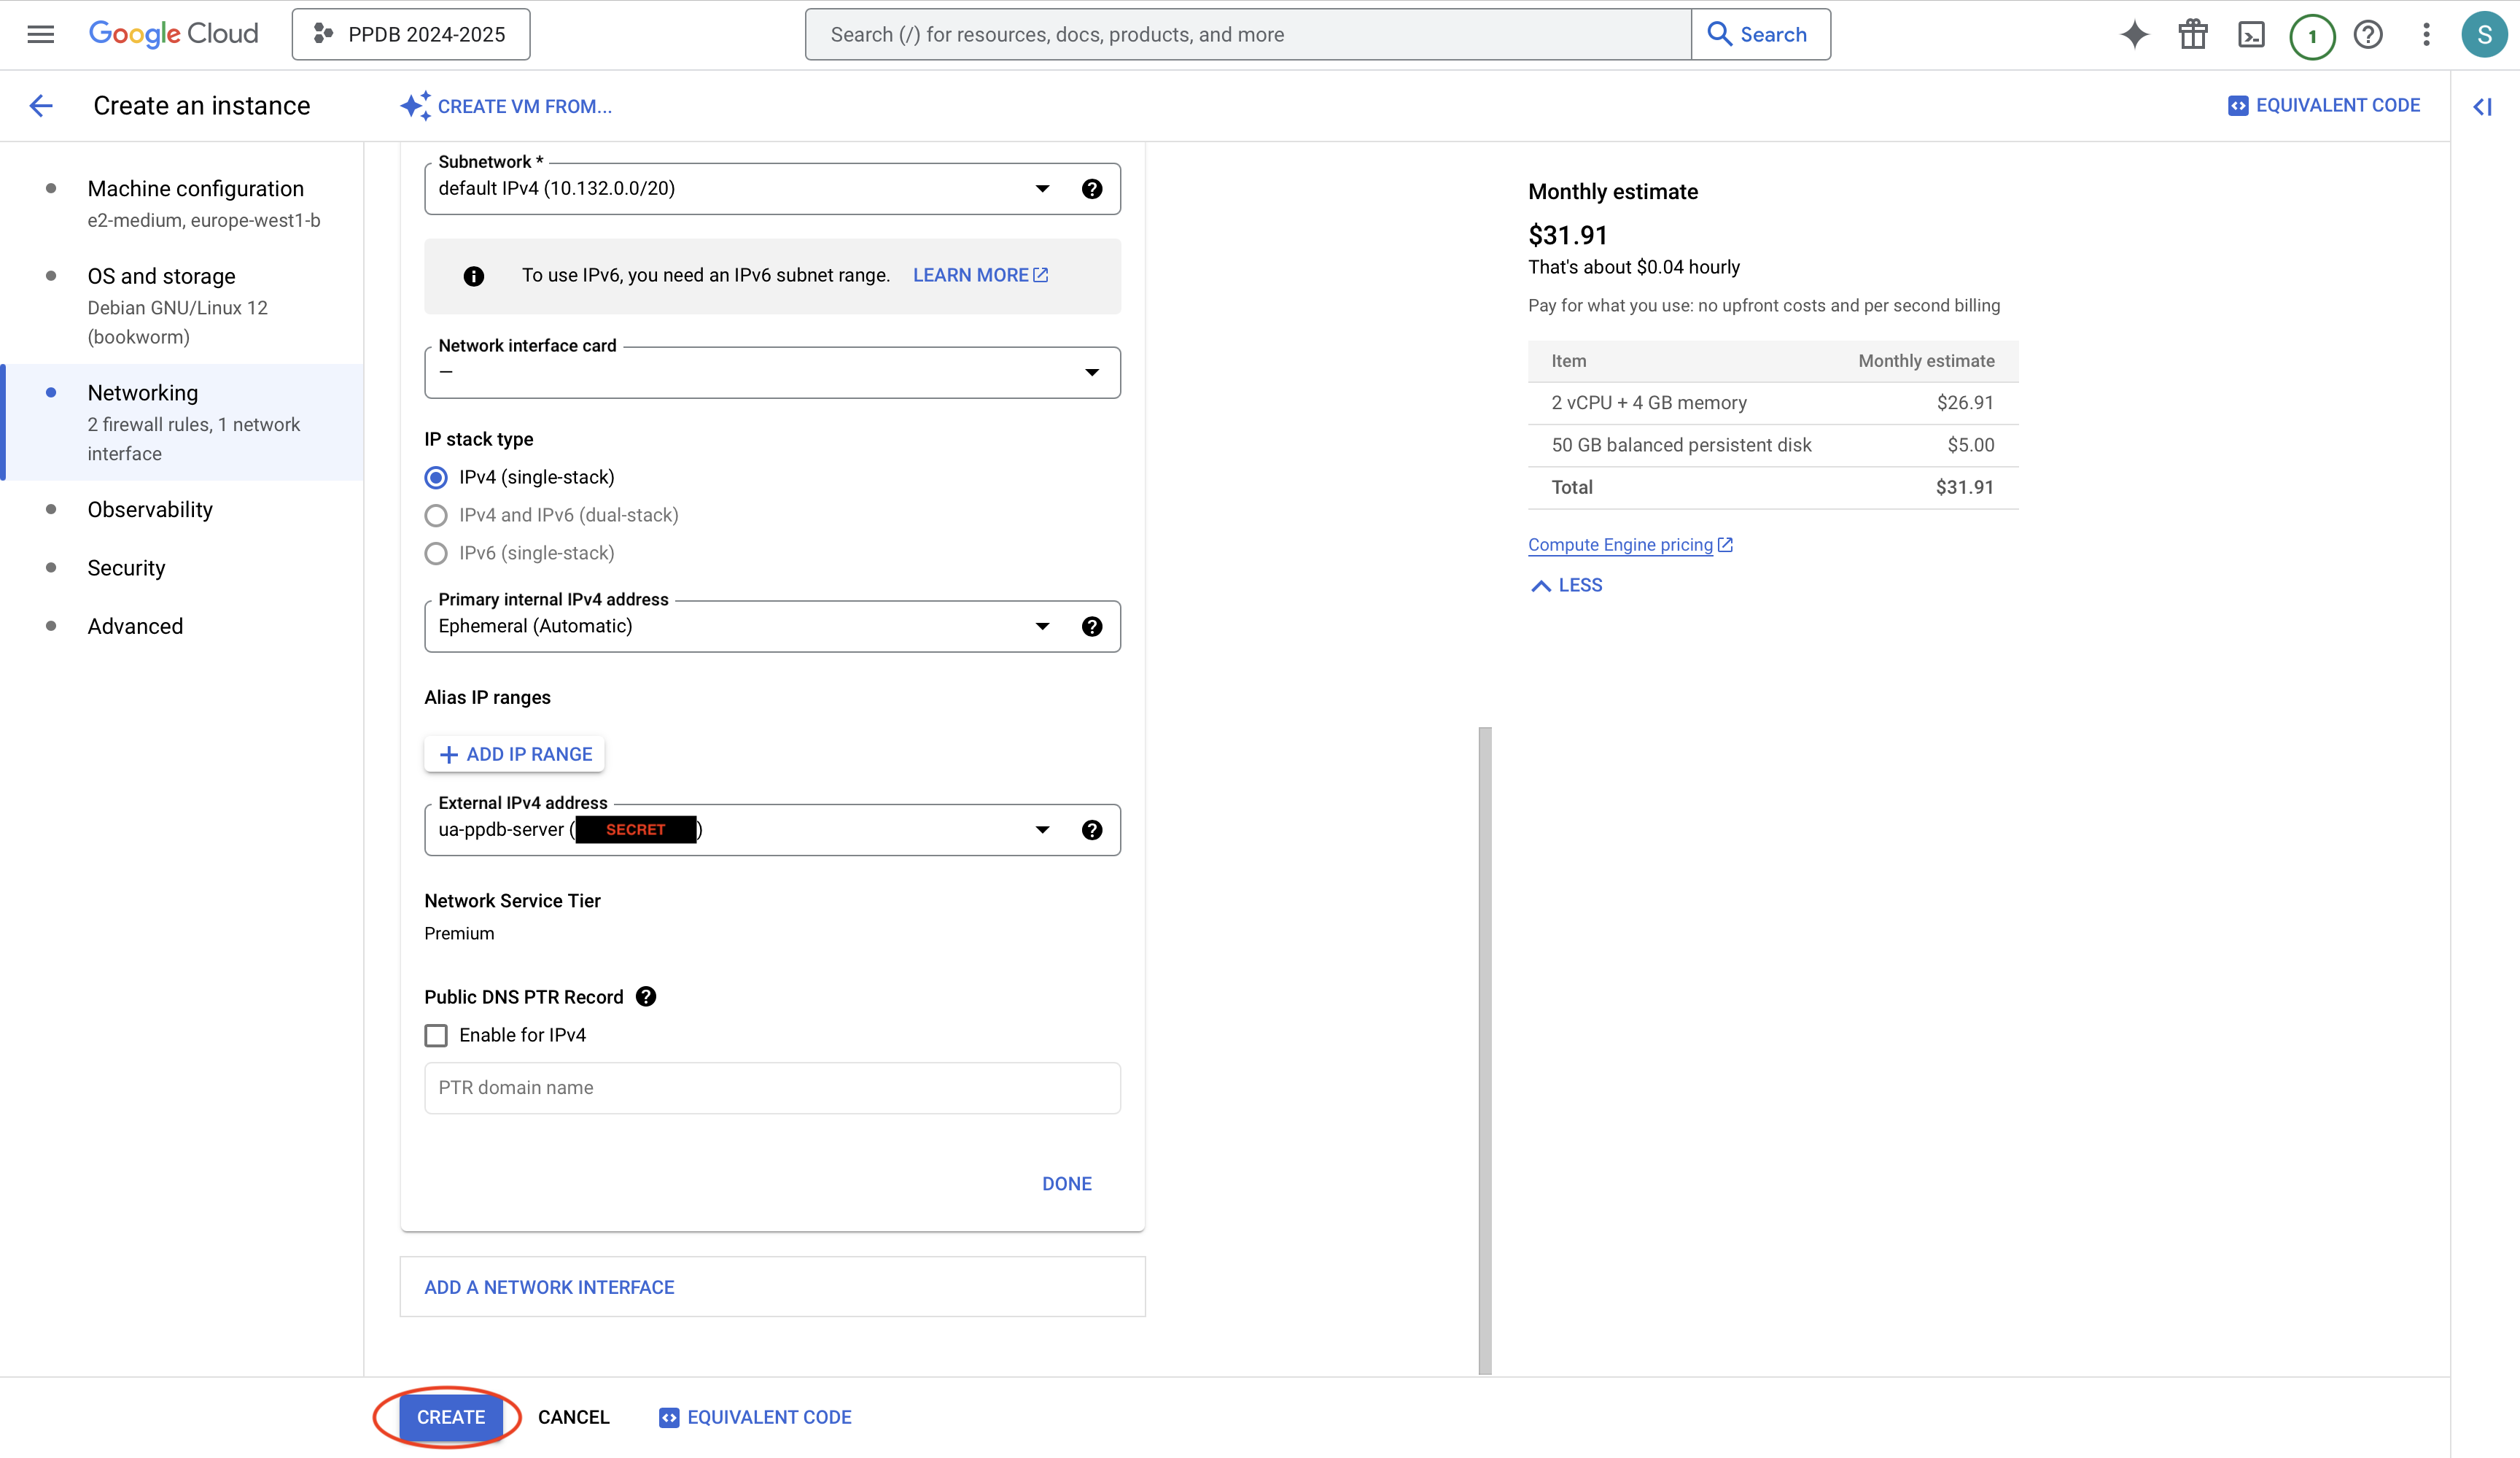 Google Cloud
PPDB 2024-2025
Search (/) for resources, docs, products, and more
Search
1
S
Create an instance
CREATE VM FROM...
EQUIVALENT CODE
Machine configuration
e2-medium, europe-west1-b
OS and storage
Debian GNU/Linux 12
(bookworm)
Networking
2 firewall rules, 1 network
interface
Observability
Security
Advanced
Subnetwork *
default IPv4 (10.132.0.0/20)
To use IPv6, you need an IPv6 subnet range. LEARN MORE
Network interface card
—
IP stack type
IPv4 (single-stack)
IPv4 and IPv6 (dual-stack)
IPv6 (single-stack)
Primary internal IPv4 address
Ephemeral (Automatic)
Alias IP ranges
ADD IP RANGE
External IPv4 address
ua-ppdb-server (SECRET)
Network Service Tier
Premium
Public DNS PTR Record
Enable for IPv4
PTR domain name
DONE
ADD A NETWORK INTERFACE
Monthly estimate
$31.91
That's about $0.04 hourly
Pay for what you use: no upfront costs and per second billing
Item Monthly estimate
2 vCPU + 4 GB memory $26.91
50 GB balanced persistent disk $5.00
Total $31.91
Compute Engine pricing
LESS
CREATE
CANCEL
EQUIVALENT CODE